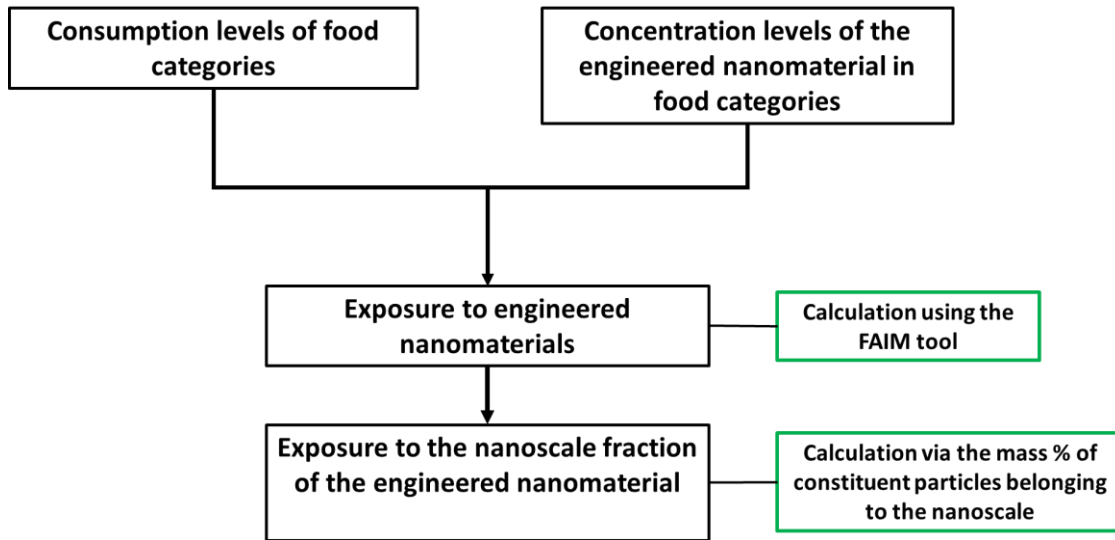 Consumption levels of food
categories
Concentration levels of the
engineered nanomaterial in
food categories
Exposure to engineered
nanomaterials
Calculation using the
FAIM tool
Exposure to the nanoscale fraction
of the engineered nanomaterial
Calculation via the mass % of
constituent particles belonging
to the nanoscale